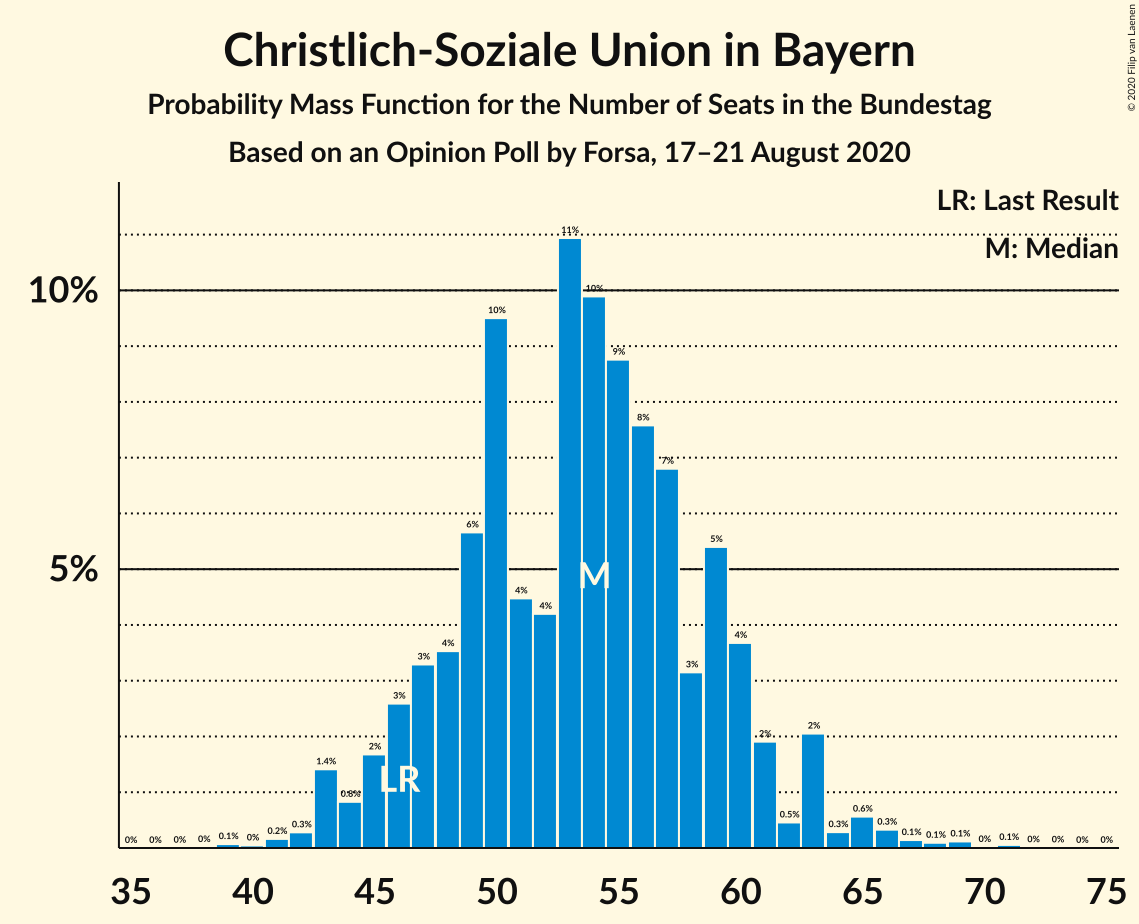 Christlich-Soziale Union in Bayern
Probability Mass Function for the Number of Seats in the Bundestag
Based on an Opinion Poll by Forsa, 17–21 August 2020
© 2020 Filip van Laenen
LR: Last Result
M: Median
10%
5%
0% 0% 0% 0% 0.1% 0% 0.2% 0.3% 1.4% 0.8% 2% 3% 3% 4% 6% 10% 4% 4% 11% 10% 9% 8% 7% 3% 5% 4% 2% 0.5% 2% 0.3% 0.6% 0.3% 0.1% 0.1% 0.1% 0% 0.1% 0% 0% 0% 0%
M
LR
35 40 45 50 55 60 65 70 75